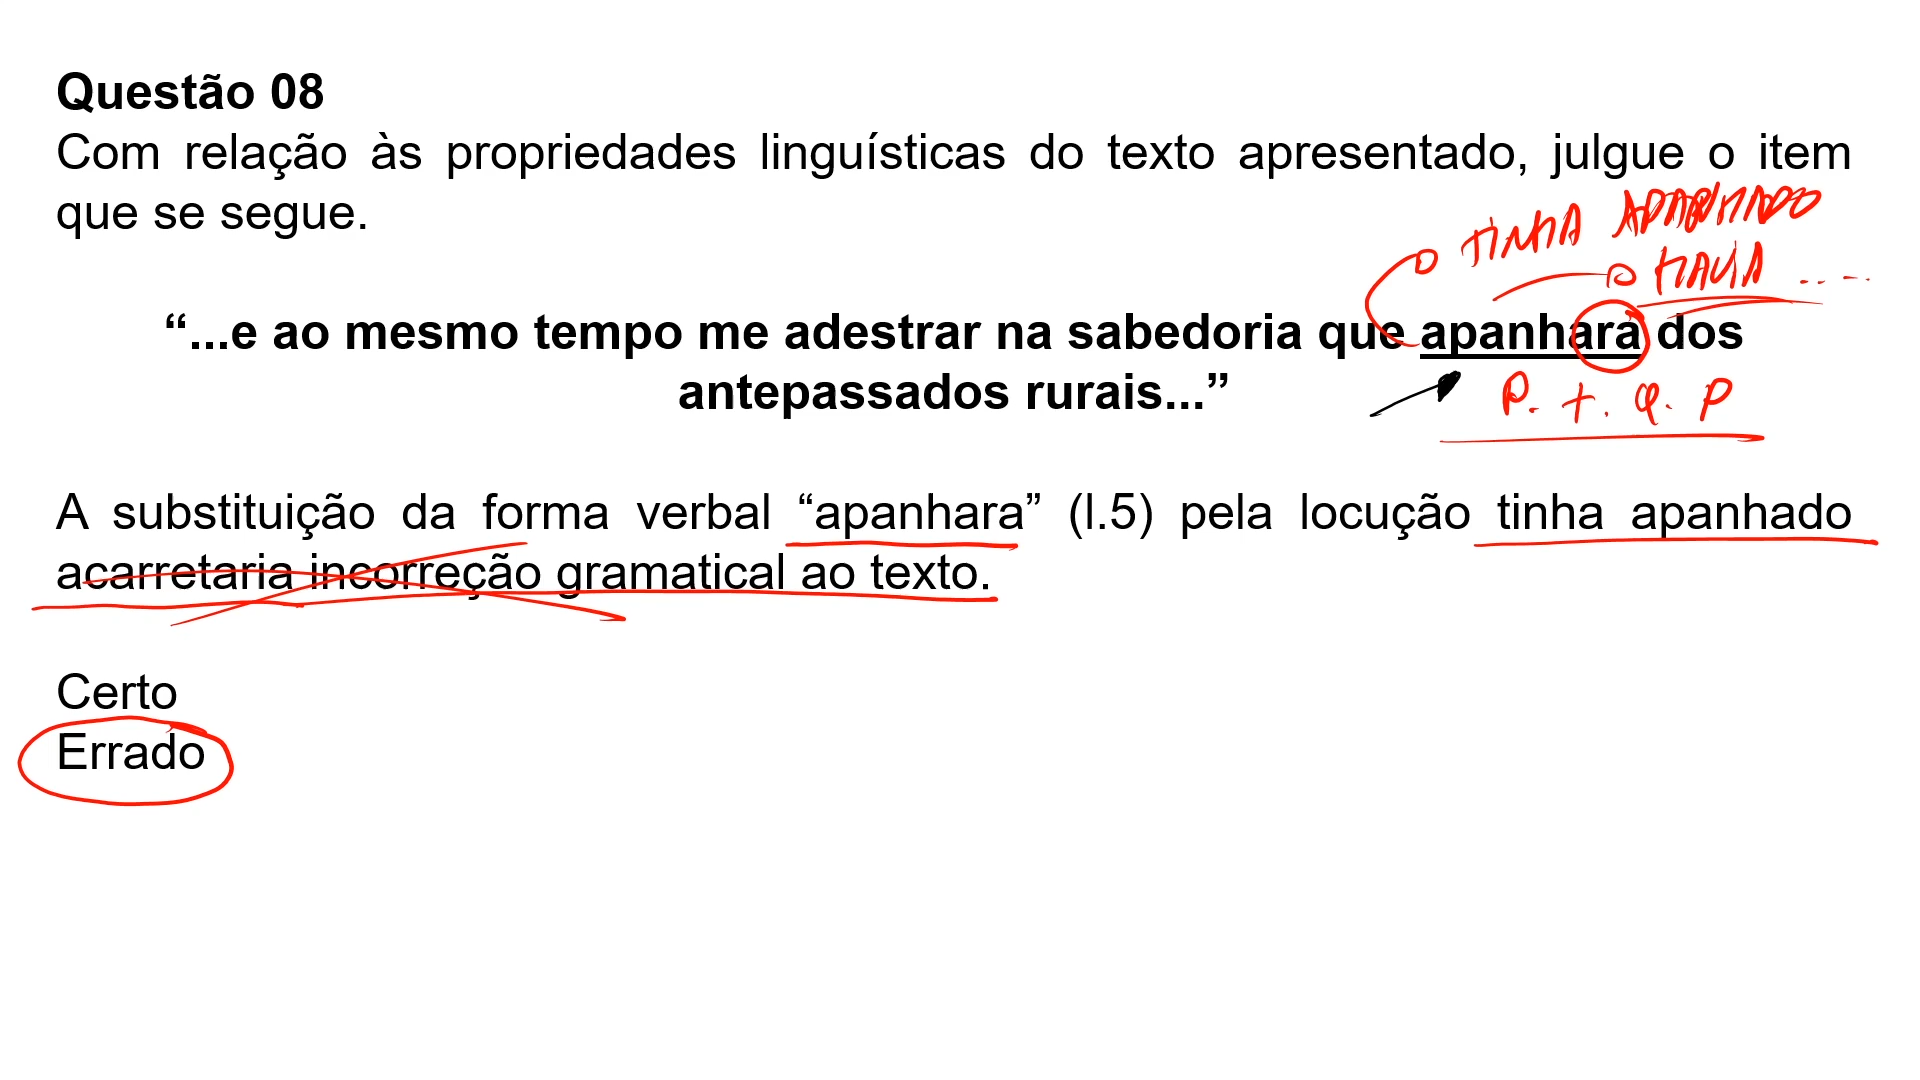 Questão 08
Com relação às propriedades linguísticas do texto apresentado, julgue o item
que se segue.
TINHA APANHADO
HAVIA ....
“...e ao mesmo tempo me adestrar na sabedoria que apanhara dos
antepassados rurais...”
P. + . Q. P
A substituição da forma verbal “apanhara” (l.5) pela locução tinha apanhado
acarretaria incorreção gramatical ao texto.
Certo
Errado